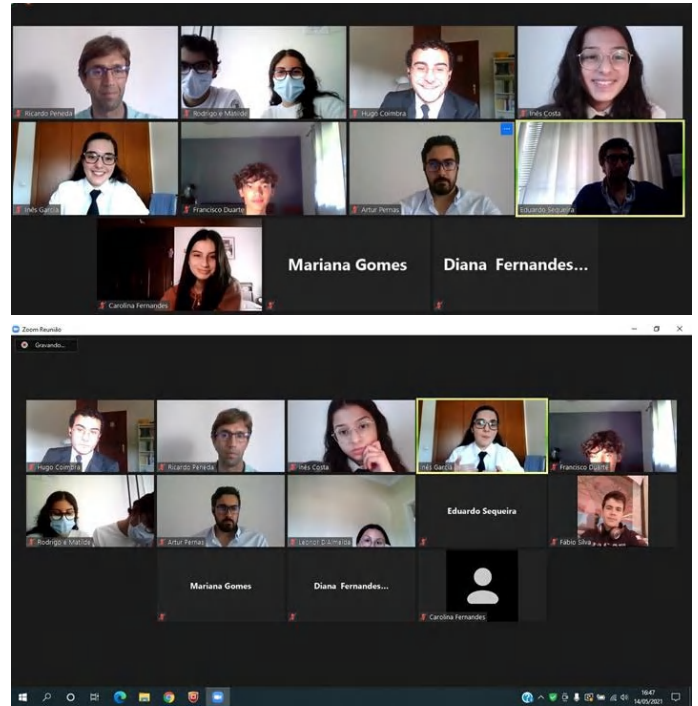 Ricardo Peneda
Rodrigo e Matilde
Hugo Coimbra
Inês Costa
Inês Garcia
Francisco Duarte
Artur Pernas
Eduardo Sequeira
Carolina Fernandes
Mariana Gomes
Diana Fernandes...
Zoom Reunião
Gravando...
Hugo Coimbra
Ricardo Peneda
Inês Costa
Inês Garcia
Francisco Duarte
Rodrigo e Matilde
Artur Pernas
Leonor D'Almeida
Eduardo Sequeira
Fábio Silva
Mariana Gomes
Diana Fernandes...
Carolina Fernandes
16:47
14/05/2021